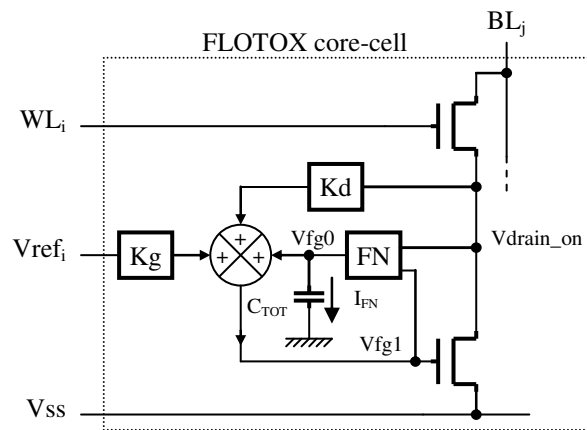 BLj
FLOTOX core-cell
WLi
Kd
+
Vfg0
Vdrain_on
Vrefi
Kg
+
+
FN
CTOT
IFN
Vfg1
VSS